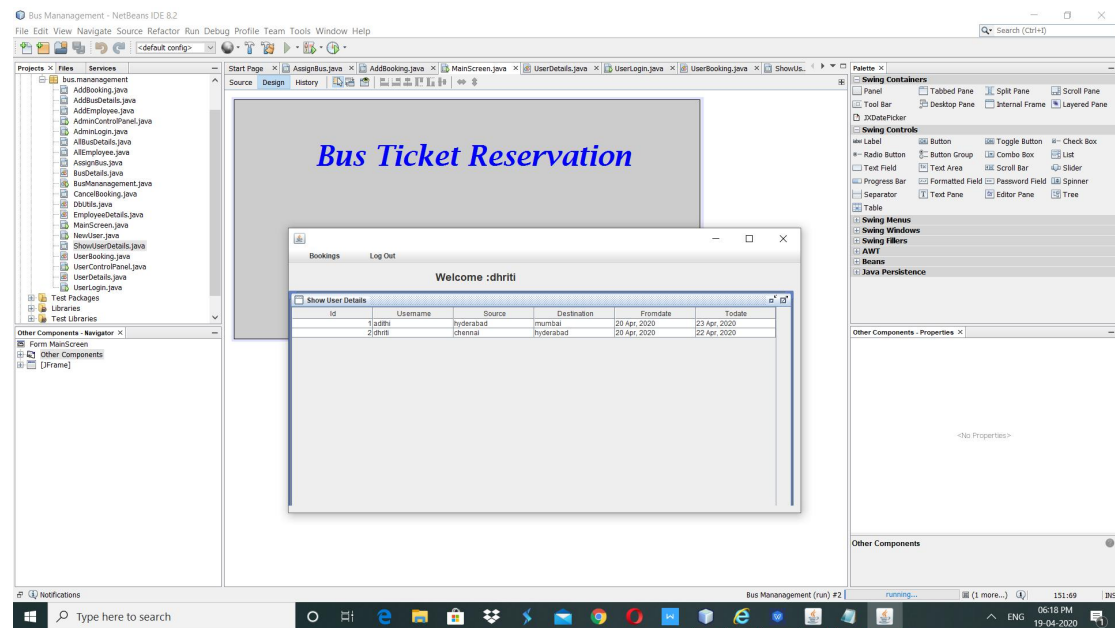 Bus Mananagement - NetBeans IDE 8.2
File Edit View Navigate Source Refactor Run Debug Profile Team Tools Window Help
Search (Ctrl+I)
<default config>
Projects Files Services
Start Page AssignBus.java AddBooking.java MainScreen.java UserDetails.java UserLogin.java UserBooking.java ShowUs..
Palette
Source Design History
bus.mananagement
AddBooking.java
AddBusDetails.java
AddEmployee.java
AdminControlPanel.java
AdminLogin.java
AllBusDetails.java
AllEmployee.java
AssignBus.java
BusDetails.java
BusMananagement.java
CancelBooking.java
DbUtils.java
EmployeeDetails.java
MainScreen.java
NewUser.java
ShowUserDetails.java
UserBooking.java
UserControlPanel.java
UserDetails.java
UserLogin.java
Test Packages
Libraries
Test Libraries
Other Components - Navigator
Form MainScreen
Other Components
[JFrame]
Bus Ticket Reservation
Bookings Log Out
Welcome :dhriti
Show User Details
Id Username Source Destination Fromdate Todate
1 adithi hyderabad mumbai 20 Apr, 2020 23 Apr, 2020
2 dhriti chennai hyderabad 20 Apr, 2020 22 Apr, 2020
Swing Containers
Panel Tabbed Pane Split Pane Scroll Pane
Tool Bar Desktop Pane Internal Frame Layered Pane
JXDatePicker
Swing Controls
label Label Button Toggle Button Check Box
Radio Button Button Group Combo Box List
Text Field Text Area Scroll Bar Slider
Progress Bar Formatted Field Password Field Spinner
Separator Text Pane Editor Pane Tree
Table
Swing Menus
Swing Windows
Swing Fillers
AWT
Beans
Java Persistence
Other Components - Properties
<No Properties>
Other Components
Notifications
Bus Mananagement (run) #2 running... (1 more...) 151:69 INS
Type here to search
ENG
06:18 PM
19-04-2020